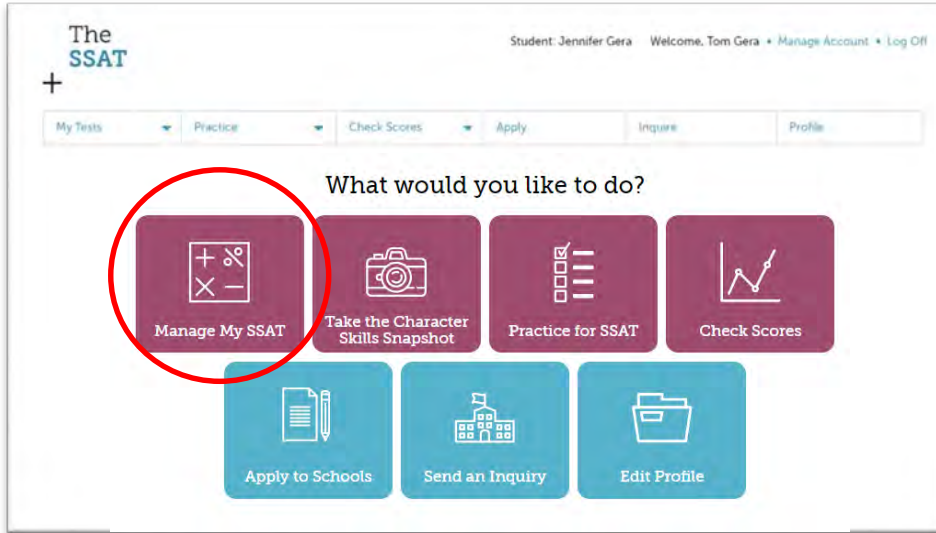 The
SSAT
Student: Jennifer Gera Welcome, Tom Gera • Manage Account • Log Off
My Tests Practice Check Scores Apply Inquire Profile
What would you like to do?
Manage My SSAT
Take the Character
Skills Snapshot
Practice for SSAT
Check Scores
Apply to Schools
Send an Inquiry
Edit Profile